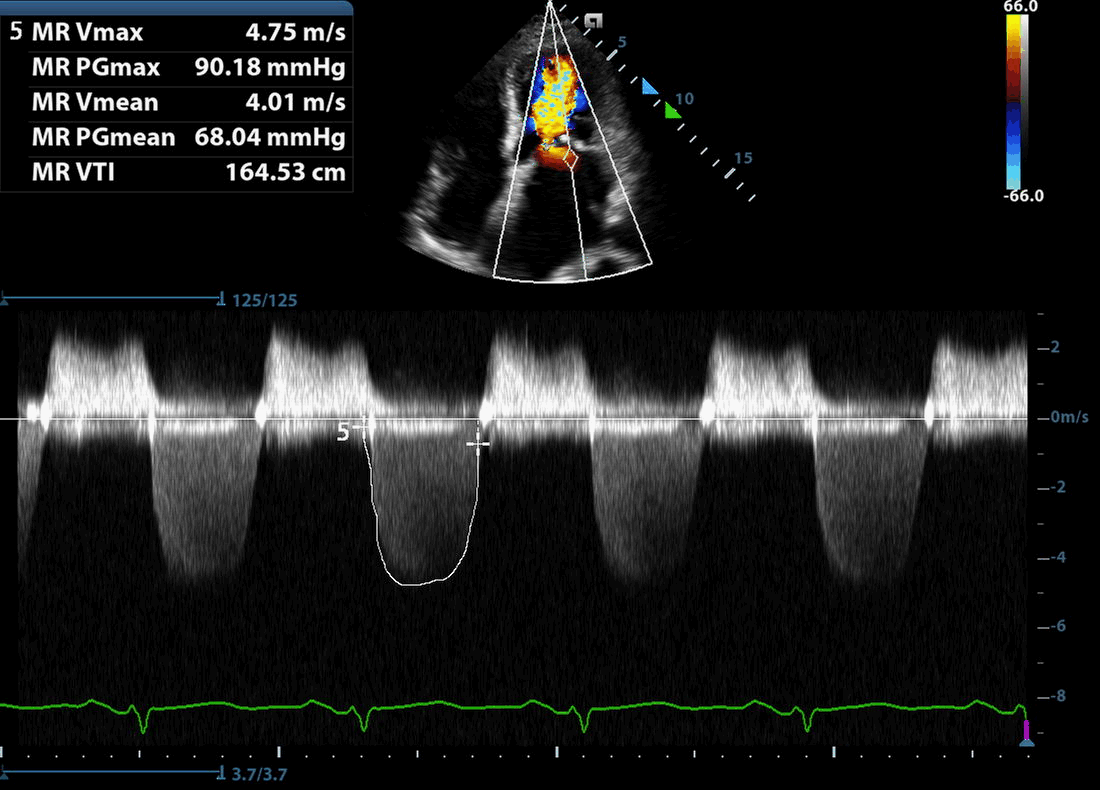 5 MR Vmax 4.75 m/s
MR PGmax 90.18 mmHg
MR Vmean 4.01 m/s
MR PGmean 68.04 mmHg
MR VTI 164.53 cm
66.0
5
10
15
-66.0
125/125
2
0m/s
5
-2
-4
-6
-8
3.7/3.7